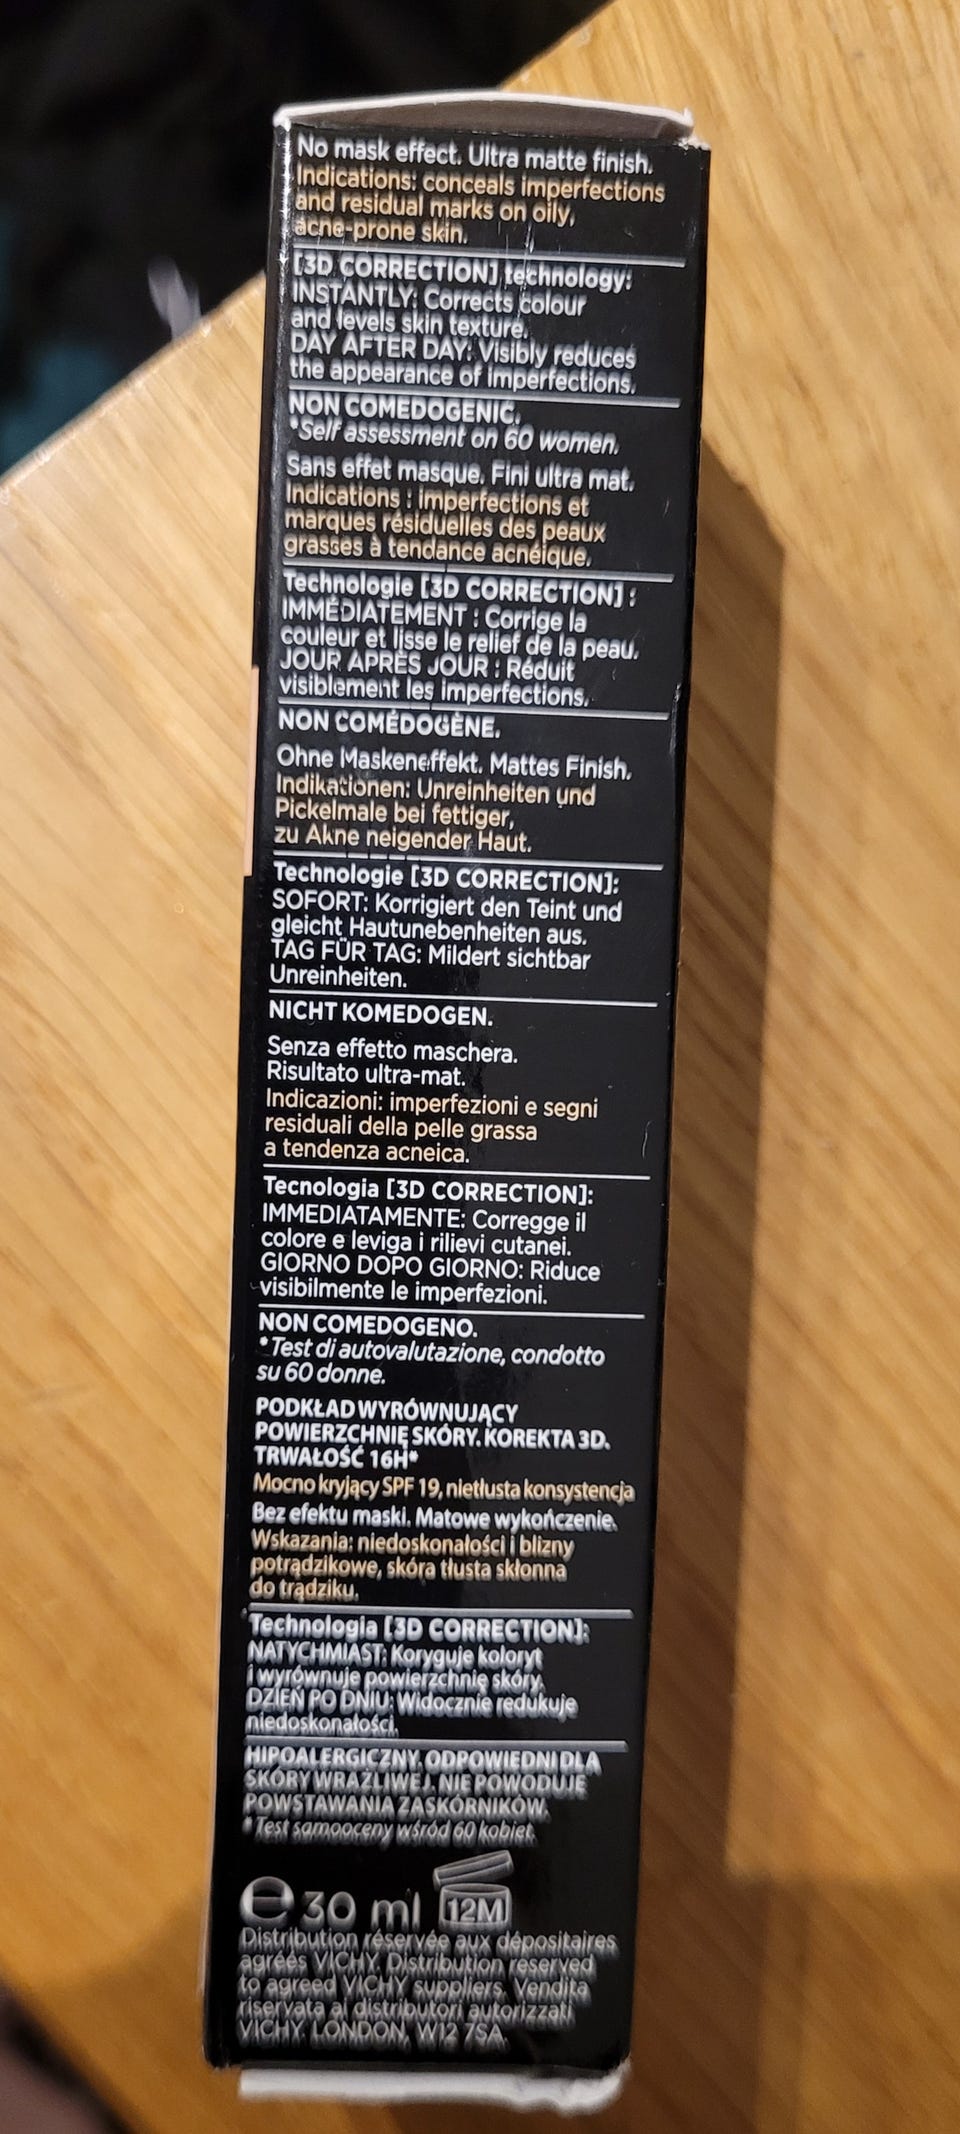 No mask effect. Ultra matte finish.
Indications: conceals imperfections
and residual marks on oily,
acne-prone skin.
[3D CORRECTION] technology:
INSTANTLY: Corrects colour
and levels skin texture.
DAY AFTER DAY: Visibly reduces
the appearance of imperfections.
NON COMEDOGENIC.
*Self assessment on 60 women.
Sans effet masque. Fini ultra mat.
Indications : imperfections et
marques résiduelles des peaux
grasses à tendance acnéique.
Technologie [3D CORRECTION] :
IMMÉDIATEMENT : Corrige la
couleur et lisse le relief de la peau.
JOUR APRÈS JOUR : Réduit
visiblement les imperfections.
NON COMÉDOGÈNE.
Ohne Maskeneffekt. Mattes Finish.
Indikationen: Unreinheiten und
Pickelmale bei fettiger,
zu Akne neigender Haut.
Technologie [3D CORRECTION]:
SOFORT: Korrigiert den Teint und
gleicht Hautunebenheiten aus.
TAG FÜR TAG: Mildert sichtbar
Unreinheiten.
NICHT KOMEDOGEN.
Senza effetto maschera.
Risultato ultra-mat.
Indicazioni: imperfezioni e segni
residuali della pelle grassa
a tendenza acneica.
Tecnologia [3D CORRECTION]:
IMMEDIATAMENTE: Corregge il
colore e leviga i rilievi cutanei.
GIORNO DOPO GIORNO: Riduce
visibilmente le imperfezioni.
NON COMEDOGENO.
*Test di autovalutazione, condotto
su 60 donne.
PODKŁAD WYRÓWNUJĄCY
POWIERZCHNIĘ SKÓRY. KOREKTA 3D.
TRWAŁOŚĆ 16H*
Mocno kryjący SPF 19, nietłusta konsystencja
Bez efektu maski. Matowe wykończenie.
Wskazania: niedoskonałości i blizny
potrądzikowe, skóra tłusta skłonna
do trądziku.
Technologia [3D CORRECTION]:
NATYCHMIAST: Koryguje koloryt
i wyrównuje powierzchnię skóry.
DZIEŃ PO DNIU: Widocznie redukuje
niedoskonałości.
HIPOALERGICZNY. ODPOWIEDNI DLA
SKÓRY WRAŻLIWEJ. NIE POWODUJE
POWSTAWANIA ZASKÓRNIKÓW.
*Test samooceny wśród 60 kobiet.
℮ 30 ml 12M
Distribution réservée aux dépositaires
agréés VICHY. Distribution reserved
to agreed VICHY suppliers. Vendita
riservata ai distributori autorizzati
VICHY. LONDON, W12 7SA.